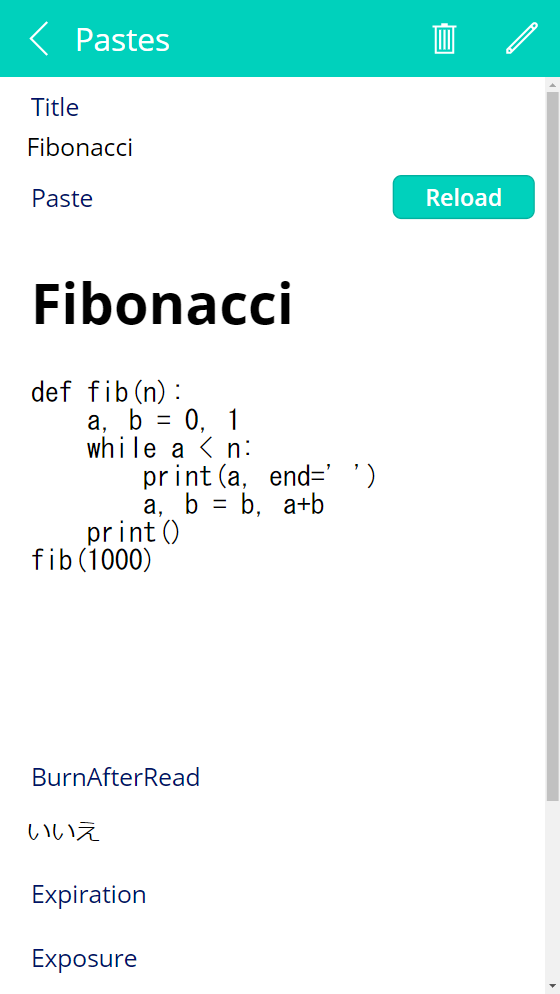 Pastes
Title
Fibonacci
Paste
Reload
Fibonacci
def fib(n):
    a, b = 0, 1
    while a < n:
        print(a, end=' ')
        a, b = b, a+b
    print()
fib(1000)
BurnAfterRead
いいえ
Expiration
Exposure